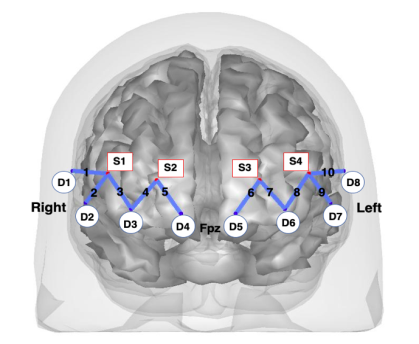 S1 S2 S3 S4
D1 1 10 D8
2 3 4 5 6 7 8 9
Right Left
D2 D3 D4 Fpz D5 D6 D7